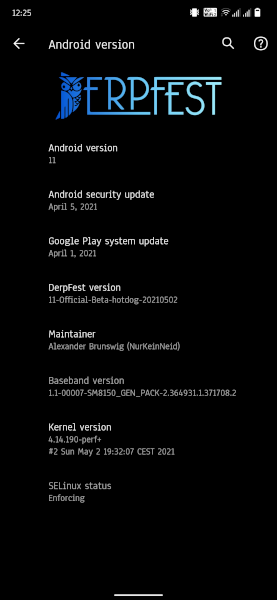 12:25
Android version
DERPFEST
Android version
11
Android security update
April 5, 2021
Google Play system update
April 1, 2021
DerpFest version
11-Official-Beta-hotdog-20210502
Maintainer
Alexander Brunswig (NurKeinNeid)
Baseband version
1.1-00007-SM8150_GEN_PACK-2.364931.1.371708.2
Kernel version
4.14.190-perf+
#2 Sun May 2 19:32:07 CEST 2021
SELinux status
Enforcing